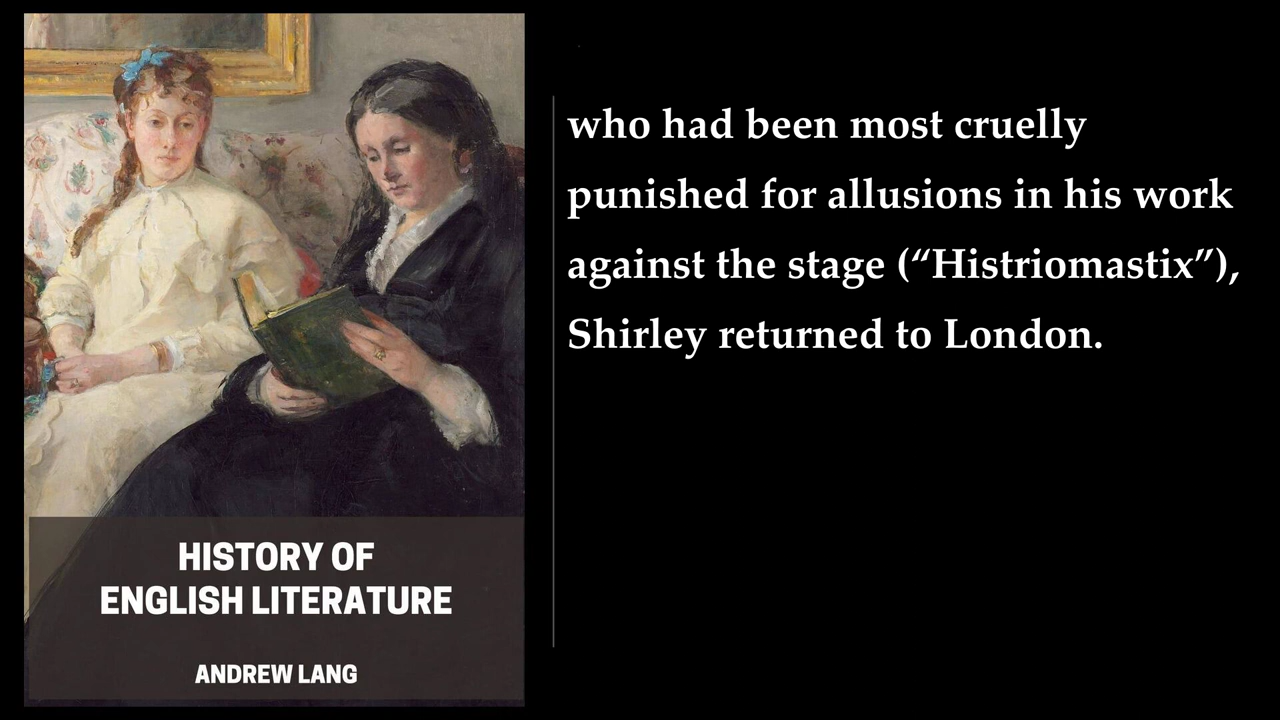 who had been most cruelly
punished for allusions in his work
against the stage (“Histriomastix”),
Shirley returned to London.
HISTORY OF
ENGLISH LITERATURE
ANDREW LANG